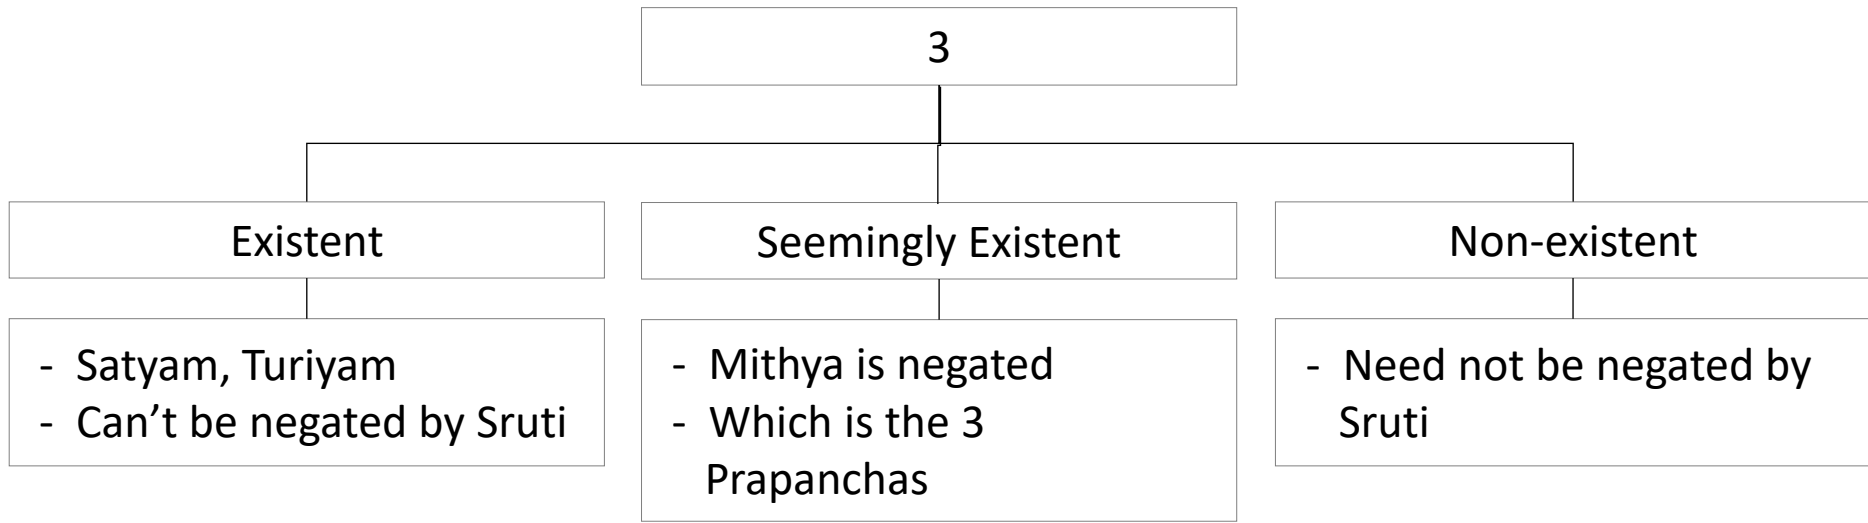 3
Existent
Seemingly Existent
Non-existent
- Satyam, Turiyam
- Can’t be negated by Sruti
- Mithya is negated
- Which is the 3
Prapanchas
- Need not be negated by
Sruti